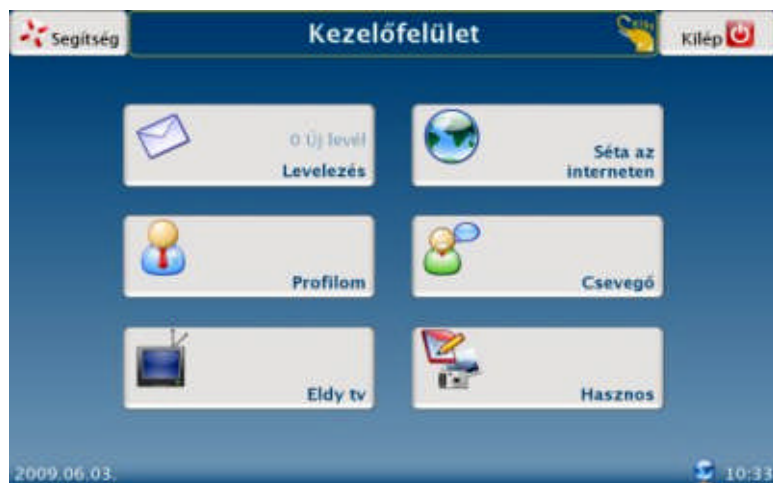 Segítség
Kezelőfelület
Kilép
0 Új levél
Levelezés
Séta az
interneten
Profilom
Csevegő
Eldy tv
Hasznos
2009.06.03.
10:33